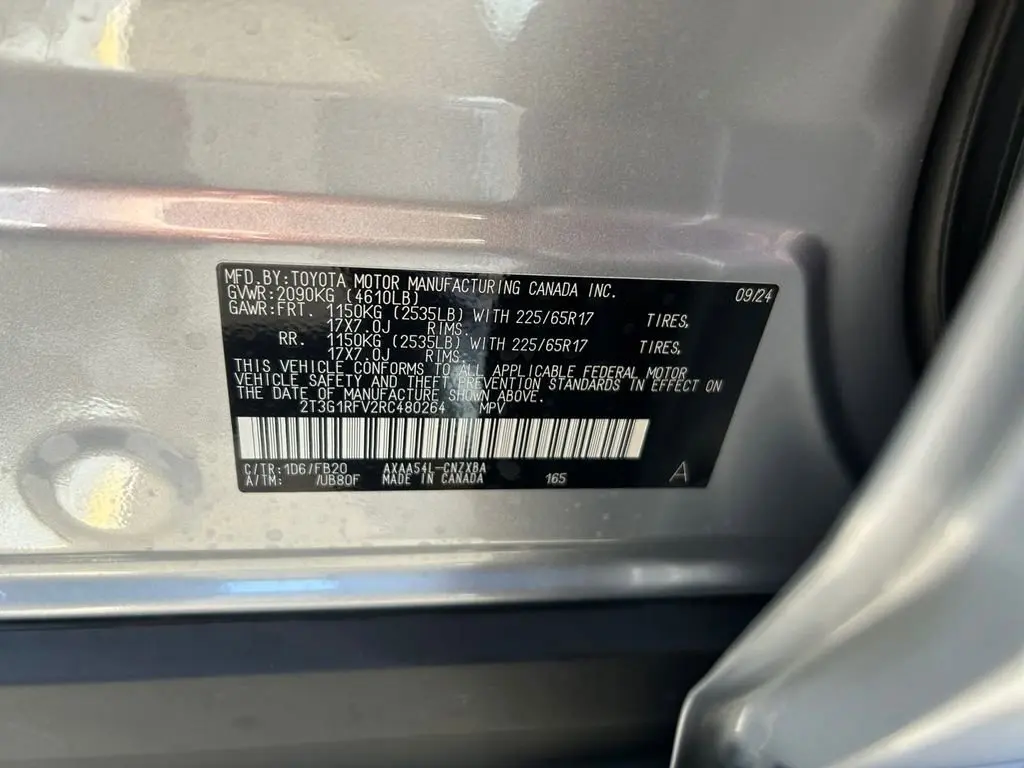 MFD.BY:TOYOTA MOTOR MANUFACTURING CANADA INC. 09/24
GVWR:2090KG (4610LB)
GAWR:FRT. 1150KG (2535LB) WITH 225/65R17 TIRES,
17X7.0J RIMS.
RR. 1150KG (2535LB) WITH 225/65R17 TIRES,
17X7.0J RIMS.
THIS VEHICLE CONFORMS TO ALL APPLICABLE FEDERAL MOTOR
VEHICLE SAFETY AND THEFT PREVENTION STANDARDS IN EFFECT ON
THE DATE OF MANUFACTURE SHOWN ABOVE.
2T3G1RFV2RC480264 MPV
C/TR:1D6/FB20 AXAA54L-CNZXBA 165 A
A/TM: /UB80F MADE IN CANADA